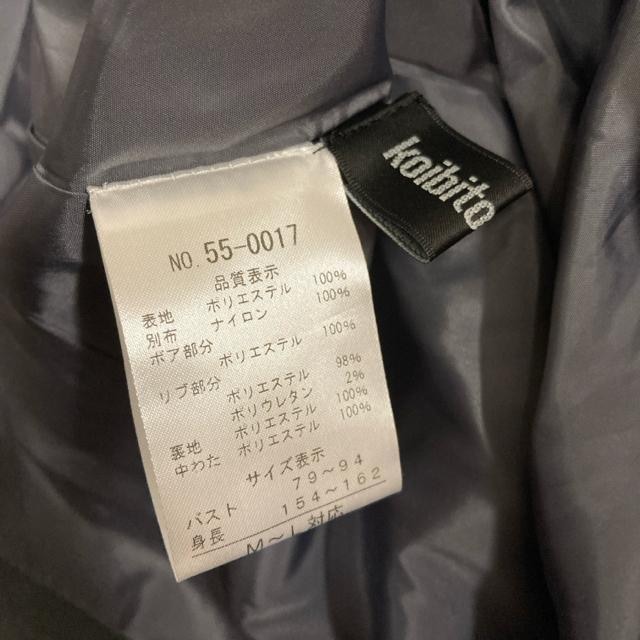 koibito
NO. 55-0017
品質表示
表地 ポリエステル 100%
別布 ナイロン 100%
ボア部分
ポリエステル 100%
リブ部分
ポリエステル 98%
ポリウレタン 2%
裏地 ポリエステル 100%
中わた ポリエステル 100%
サイズ表示
バスト 79～94
身長 154～162
M～L対応